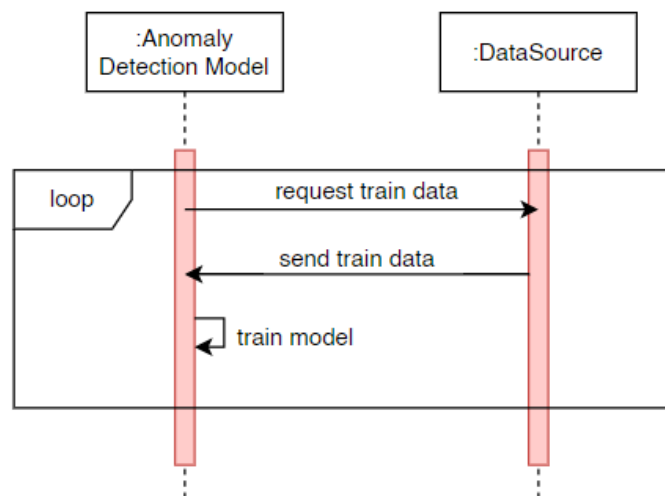 :Anomaly
Detection Model
:DataSource
loop
request train data
send train data
train model